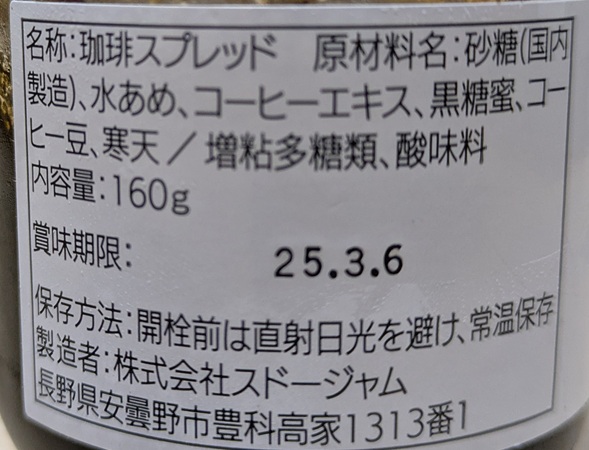 名称:珈琲スプレッド　原材料名:砂糖(国内
製造)、水あめ、コーヒーエキス、黒糖蜜、コー
ヒー豆、寒天／増粘多糖類、酸味料
内容量:160g
賞味期限: 25.3.6
保存方法:開栓前は直射日光を避け、常温保存
製造者:株式会社スドージャム
長野県安曇野市豊科高家1313番1